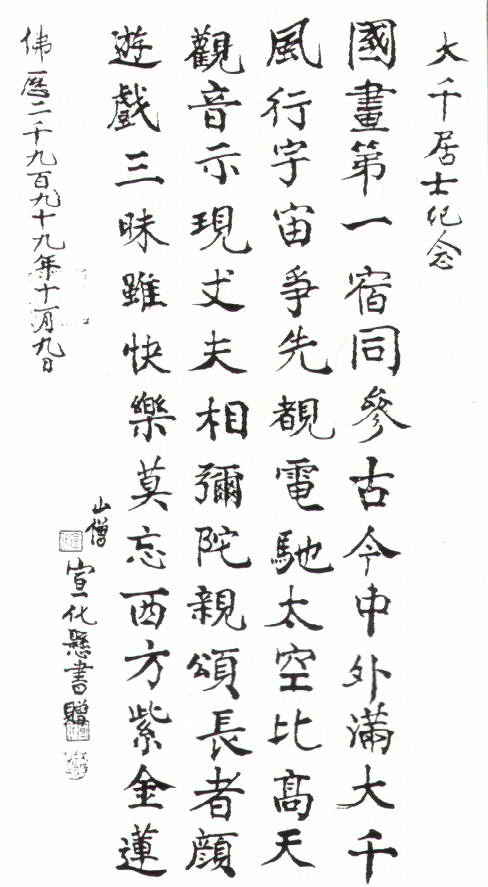 大千居士纪念
國畫第一宿同參古今中外滿大千
風行宇宙爭先覩電馳太空比高天
觀音示現丈夫相彌陀親頌長者顏
遊戲三昧雖快樂莫忘西方紫金蓮
佛曆二千九百九十九年十一月九日
山僧
宣化懸書贈